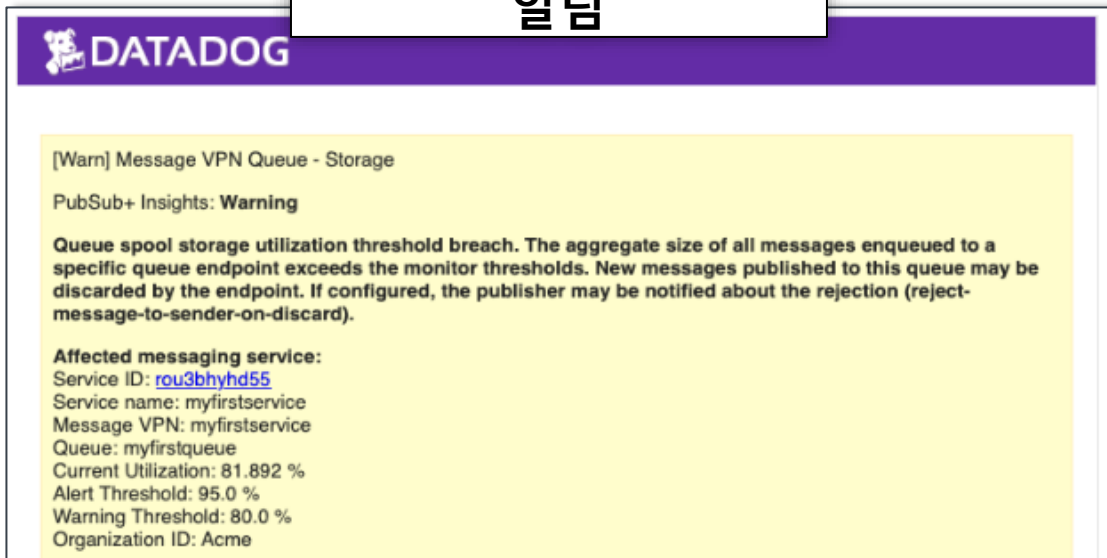 알림
DATADOG
[Warn] Message VPN Queue - Storage
PubSub+ Insights: Warning
Queue spool storage utilization threshold breach. The aggregate size of all messages enqueued to a
specific queue endpoint exceeds the monitor thresholds. New messages published to this queue may be
discarded by the endpoint. If configured, the publisher may be notified about the rejection (reject-
message-to-sender-on-discard).
Affected messaging service:
Service ID: rou3bhyhd55
Service name: myfirstservice
Message VPN: myfirstservice
Queue: myfirstqueue
Current Utilization: 81.892 %
Alert Threshold: 95.0 %
Warning Threshold: 80.0 %
Organization ID: Acme